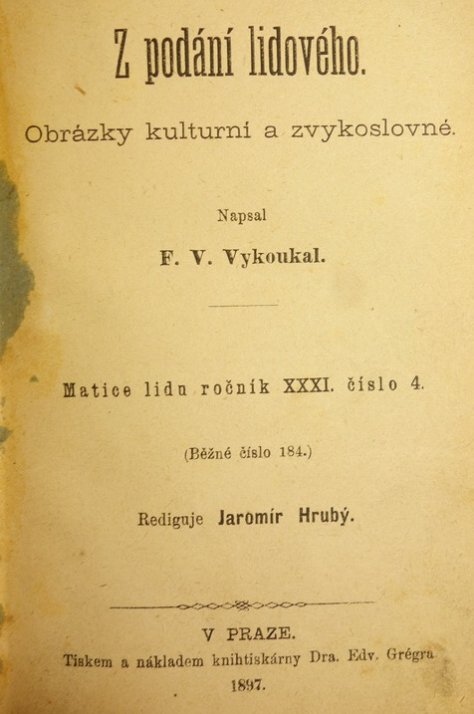 Z podání lidového.
Obrázky kulturní a zvykoslovné.
Napsal
F. V. Vykoukal.
Matice lidu ročník XXXI. číslo 4.
(Běžné číslo 184.)
Rediguje Jaromír Hrubý.
V PRAZE.
Tiskem a nákladem knihtiskárny Dra. Edv. Grégra
1897.